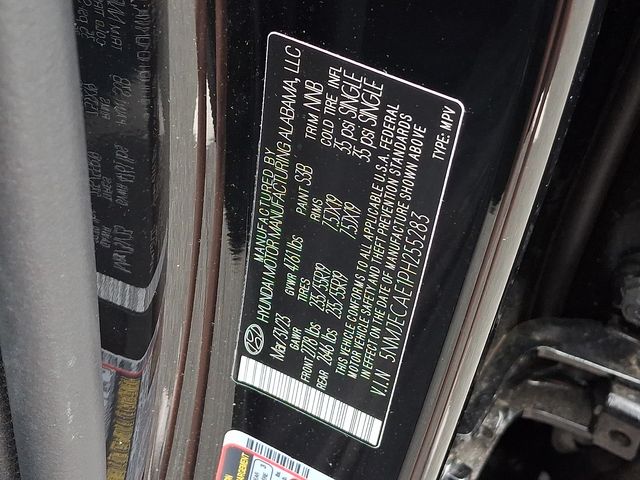 MANUFACTURED BY
HYUNDAI MOTOR MANUFACTURING ALABAMA, LLC
Mar/31/23 GVWR 4761 lbs PAINT S3B TRIM NNB
GAWR TIRES RIMS COLD TIRE INFL
FRONT 2778 lbs 235/55R19 7.5JX19 35 psi SINGLE
REAR 2646 lbs 235/55R19 7.5JX19 35 psi SINGLE
THIS VEHICLE CONFORMS TO ALL APPLICABLE U.S.A. FEDERAL
MOTOR VEHICLE SAFETY AND THEFT PREVENTION STANDARDS
IN EFFECT ON THE DATE OF MANUFACTURE SHOWN ABOVE
V.I.N 5NMJECAE1PH255283 TYPE: MPV